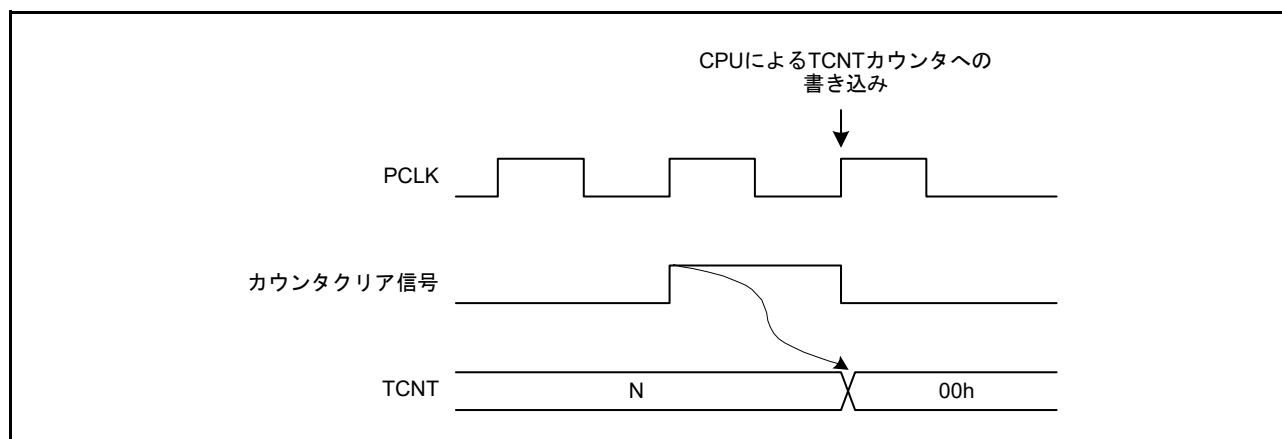 CPUによるTCNTカウンタへの
書き込み
PCLK
カウンタクリア信号
TCNT
N
00h